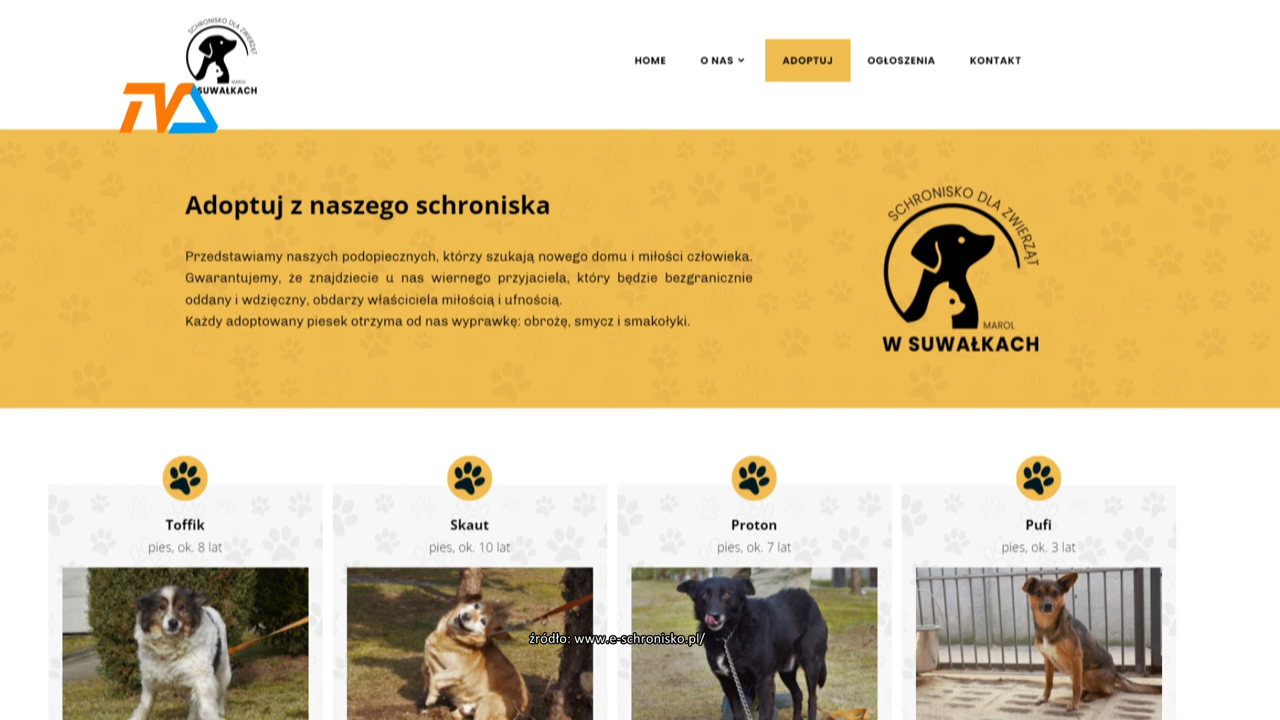 SCHRONISKO DLA ZWIERZĄT
MAROL
SUWAŁKACH
TVS
HOME
O NAS
ADOPTUJ
OGŁOSZENIA
KONTAKT
Adoptuj z naszego schroniska
Przedstawiamy naszych podopiecznych, którzy szukają nowego domu i miłości człowieka.
Gwarantujemy, że znajdziecie u nas wiernego przyjaciela, który będzie bezgranicznie
oddany i wdzięczny, obdarzy właściciela miłością i ufnością.
Każdy adoptowany piesek otrzyma od nas wyprawkę: obrożę, smycz i smakołyki.
SCHRONISKO DLA ZWIERZĄT
MAROL
W SUWAŁKACH
Toffik
pies, ok. 8 lat
Skaut
pies, ok. 10 lat
Proton
pies, ok. 7 lat
Pufi
pies, ok. 3 lat
źródło: www.e-schronisko.pl/